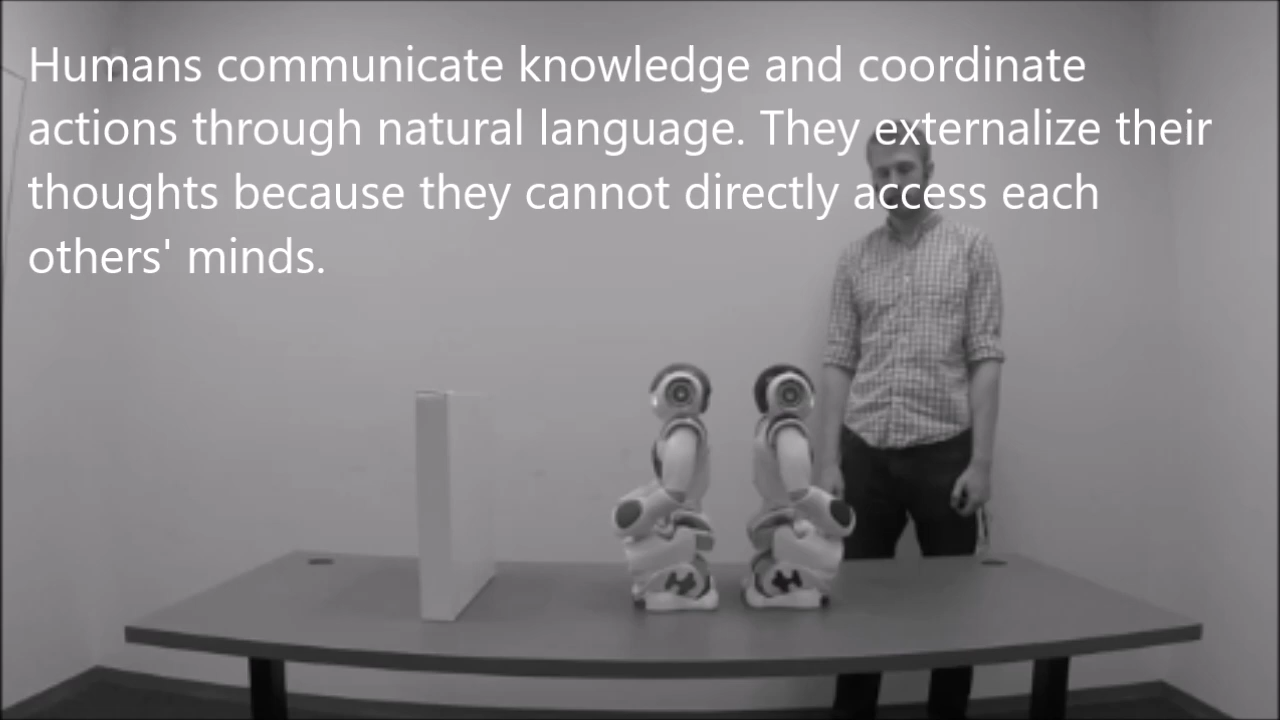 Humans communicate knowledge and coordinate
actions through natural language. They externalize their
thoughts because they cannot directly access each
others' minds.